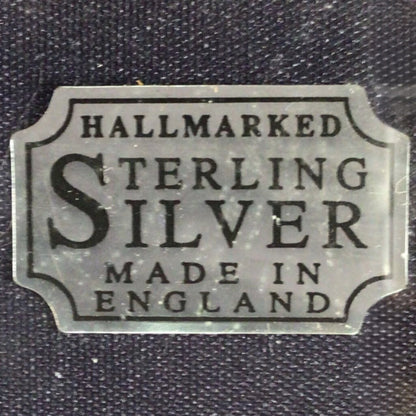 HALLMARKED
STERLING
SILVER
MADE IN
ENGLAND